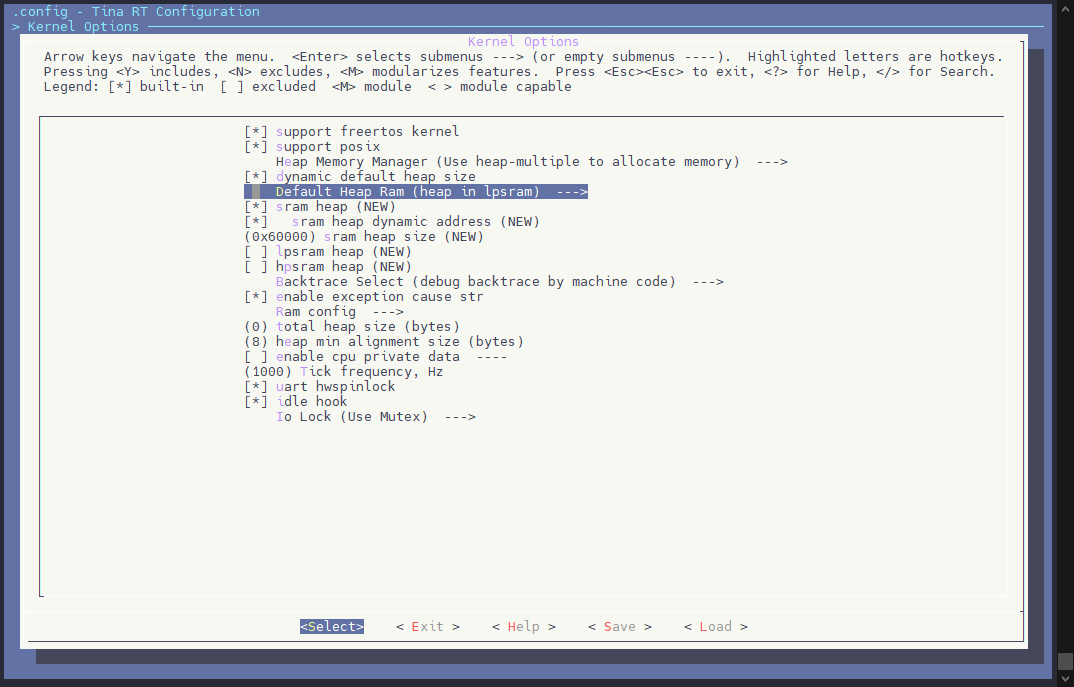 .config - Tina RT Configuration
> Kernel Options
Kernel Options
Arrow keys navigate the menu.  <Enter> selects submenus ---> (or empty submenus ----).  Highlighted letters are hotkeys.
Pressing <Y> includes, <N> excludes, <M> modularizes features.  Press <Esc><Esc> to exit, <?> for Help, </> for Search.
Legend: [*] built-in  [ ] excluded  <M> module  < > module capable
[*] support freertos kernel
[*] support posix
    Heap Memory Manager (Use heap-multiple to allocate memory)  --->
[*] dynamic default heap size
    Default Heap Ram (heap in lpsram)  --->
[*] sram heap (NEW)
[*]   sram heap dynamic address (NEW)
(0x60000) sram heap size (NEW)
[ ] lpsram heap (NEW)
[ ] hpsram heap (NEW)
    Backtrace Select (debug backtrace by machine code)  --->
[*] enable exception cause str
    Ram config  --->
(0) total heap size (bytes)
(8) heap min alignment size (bytes)
[ ] enable cpu private data  ----
(1000) Tick frequency, Hz
[*] uart hwspinlock
[*] idle hook
    Io Lock (Use Mutex)  --->
<Select>    < Exit >    < Help >    < Save >    < Load >